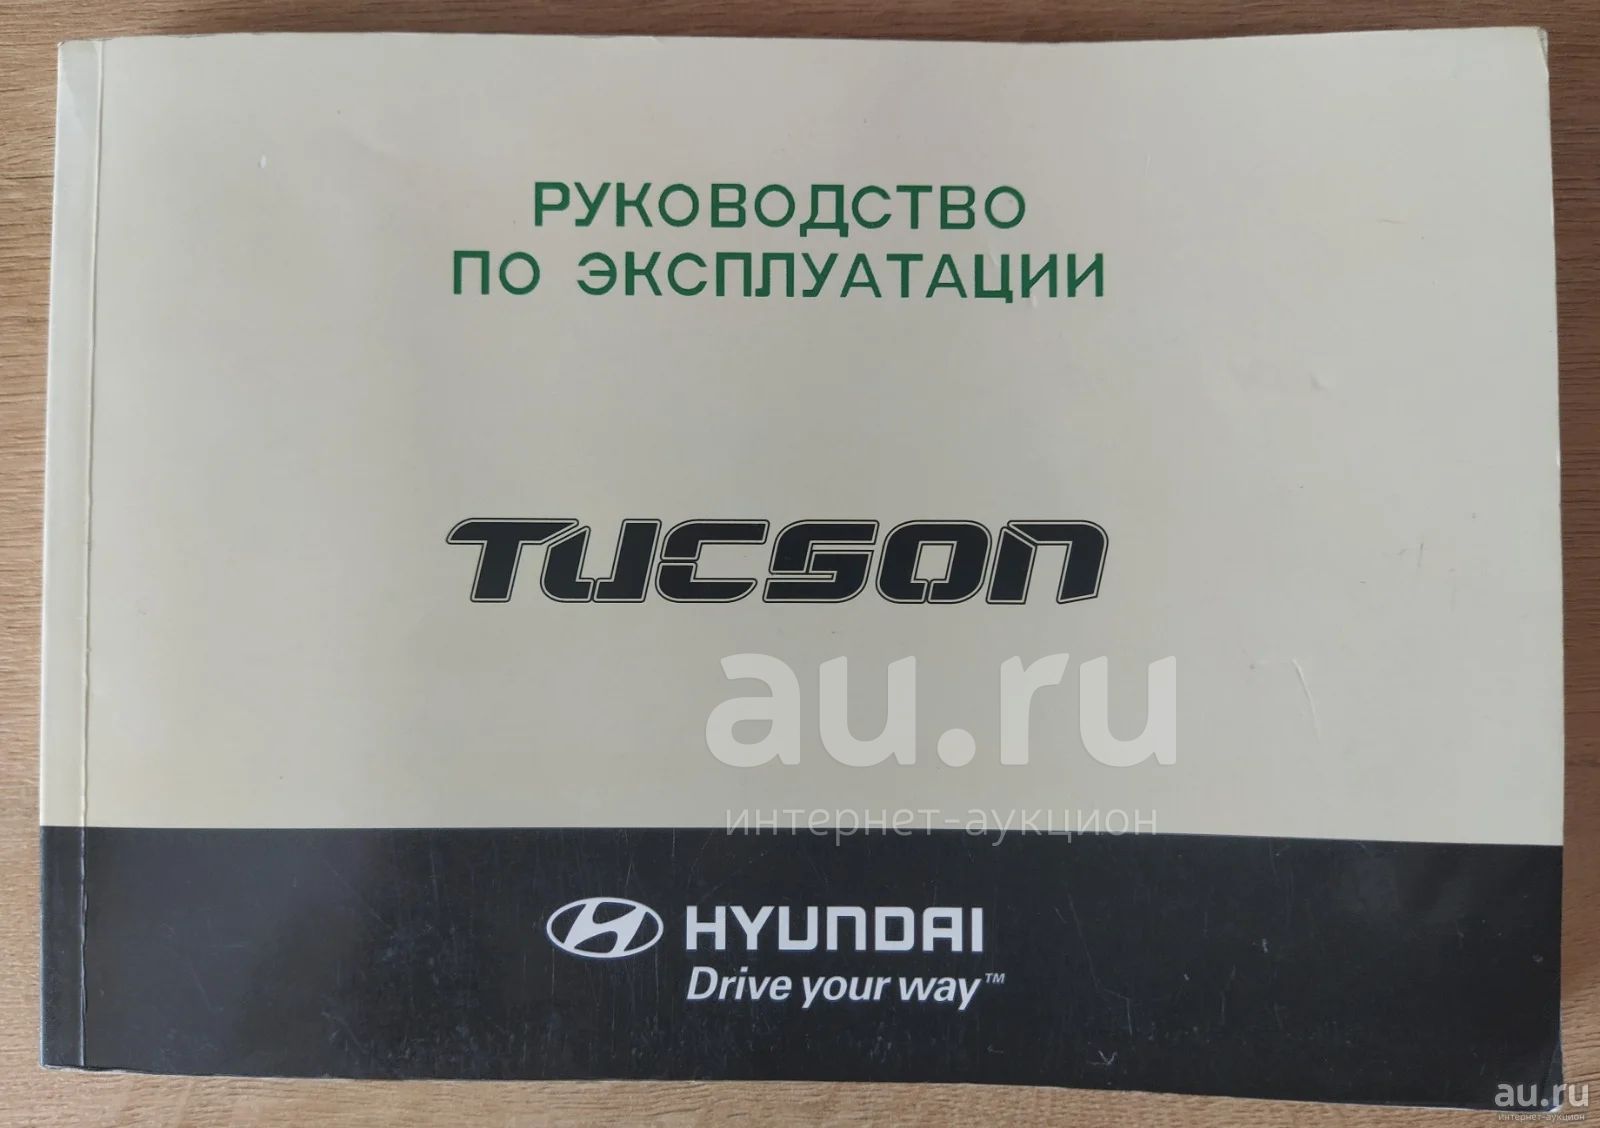 РУКОВОДСТВО
ПО ЭКСПЛУАТАЦИИ
TUCSON
au.ru
интернет-аукцион
HYUNDAI
Drive your way™
au.ru
интернет-аукцион